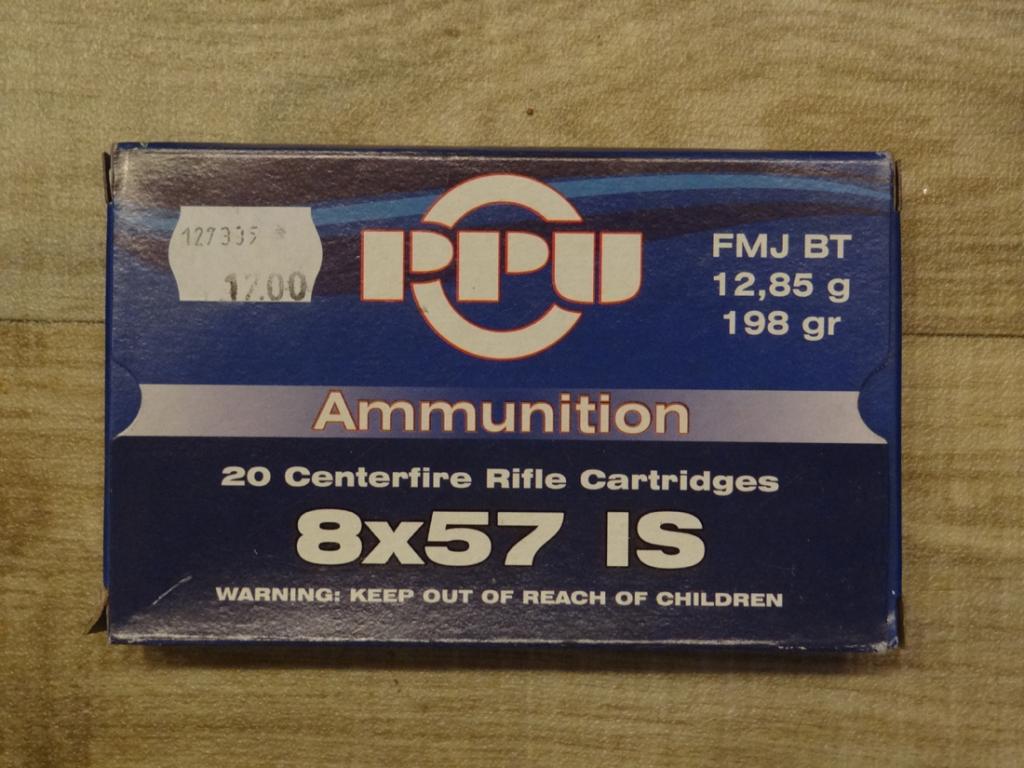 127335
17.00
PPU
FMJ BT
12,85 g
198 gr
Ammunition
20 Centerfire Rifle Cartridges
8x57 IS
WARNING: KEEP OUT OF REACH OF CHILDREN